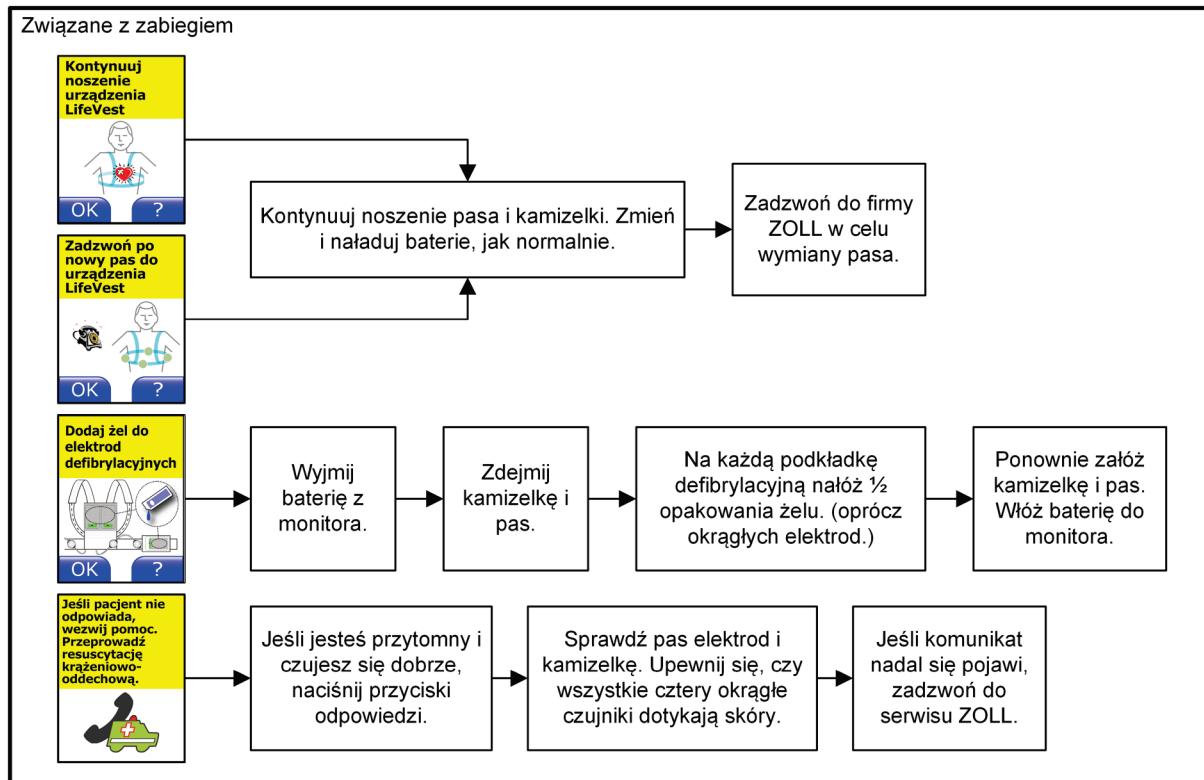 Związane z zabiegiem
Kontynuuj
noszenie
urządzenia
LifeVest
OK ?
Kontynuuj noszenie pasa i kamizelki. Zmień
i naładuj baterie, jak normalnie.
Zadzwoń do firmy
ZOLL w celu
wymiany pasa.
Zadzwoń po
nowy pas do
urządzenia
LifeVest
OK ?
Dodaj żel do
elektrod
defibrylacyjnych
OK ?
Wyjmij
baterię z
monitora.
Zdejmij
kamizelkę i
pas.
Na każdą podkładkę
defibrylacyjną nałóż ½
opakowania żelu. (oprócz
okrągłych elektrod.)
Ponownie załóż
kamizelkę i pas.
Włóż baterię do
monitora.
Jeśli pacjent nie
odpowiada,
wezwij pomoc.
Przeprowadź
resuscytację
krążeniowo-
oddechową.
Jeśli jesteś przytomny i
czujesz się dobrze,
naciśnij przyciski
odpowiedzi.
Sprawdź pas elektrod i
kamizelkę. Upewnij się, czy
wszystkie cztery okrągłe
czujniki dotykają skóry.
Jeśli komunikat
nadal się pojawi,
zadzwoń do
serwisu ZOLL.